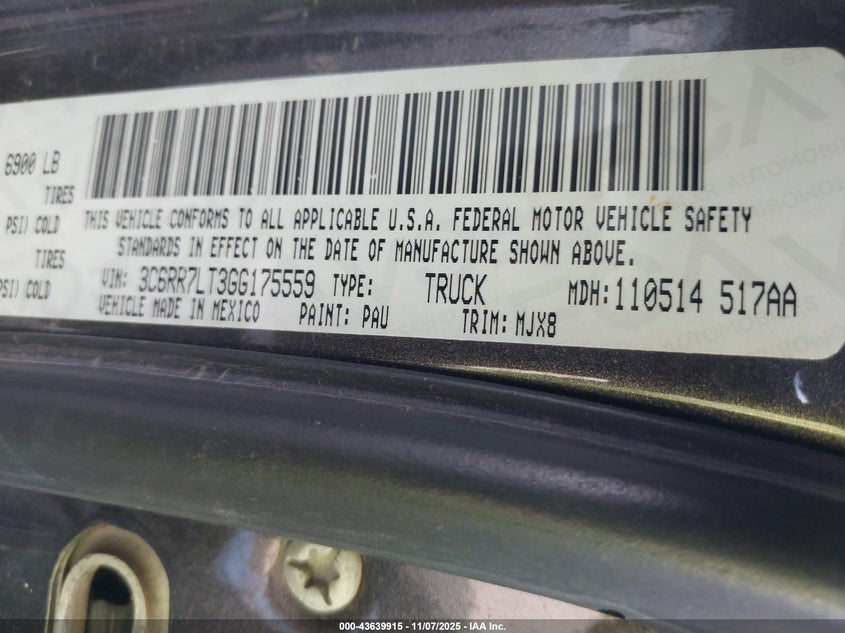 6900 LB
TIRES
PSI) COLD
TIRES
PSI) COLD
THIS VEHICLE CONFORMS TO ALL APPLICABLE U.S.A. FEDERAL MOTOR VEHICLE SAFETY
STANDARDS IN EFFECT ON THE DATE OF MANUFACTURE SHOWN ABOVE.
VIN: 3C6RR7LT3GG175559 TYPE: TRUCK MDH: 110514 517AA
VEHICLE MADE IN MEXICO PAINT: PAU TRIM: MJX8
000-43639915 - 11/07/2025 - IAA Inc.